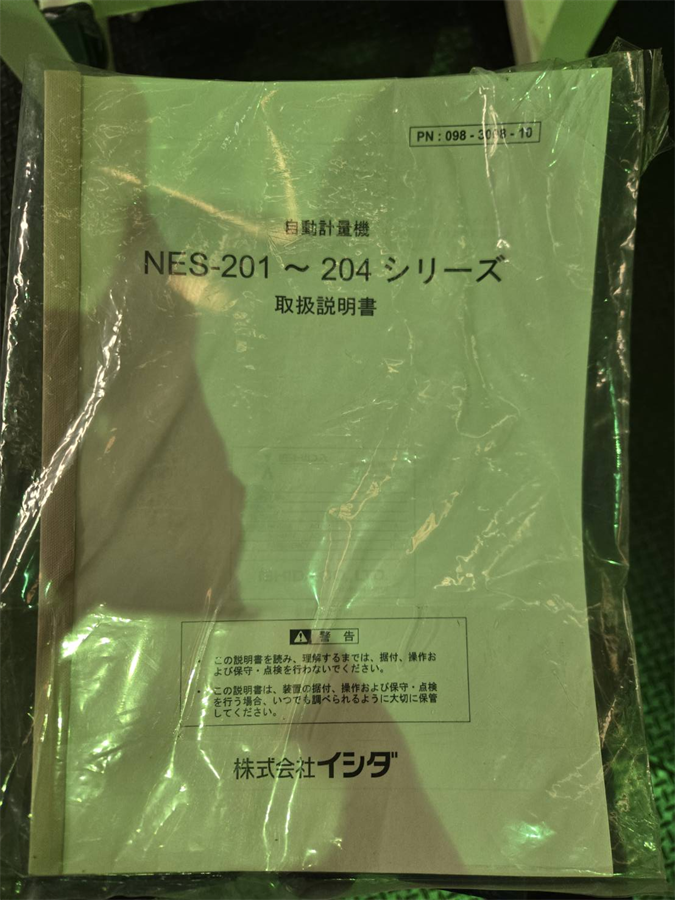 PN : 098 - 3098 - 10
自動計量機
NES-201 ～ 204 シリーズ
取扱説明書
⚠ 警告
・ この説明書を読み、理解するまでは、据付、操作お
よび保守・点検を行わないでください。
・ この説明書は、装置の据付、操作および保守・点検
を行う場合、いつでも調べられるように大切に保管
してください。
株式会社イシダ